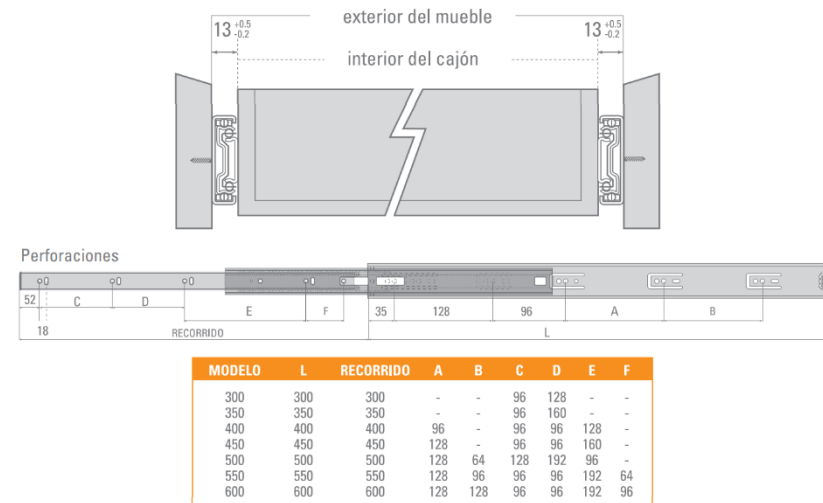 exterior del mueble
13 +0.5 -0.2
13 +0.5 -0.2
interior del cajón
Perforaciones
52 C D E F 35 128 96 A B
18 RECORRIDO L
MODELO L RECORRIDO A B C D E F
300 300 300 - - 96 128 - -
350 350 350 - - 96 160 - -
400 400 400 96 - 96 96 128 -
450 450 450 128 - 96 96 160 -
500 500 500 128 64 128 192 96 -
550 550 550 128 96 96 96 192 64
600 600 600 128 128 96 96 192 96